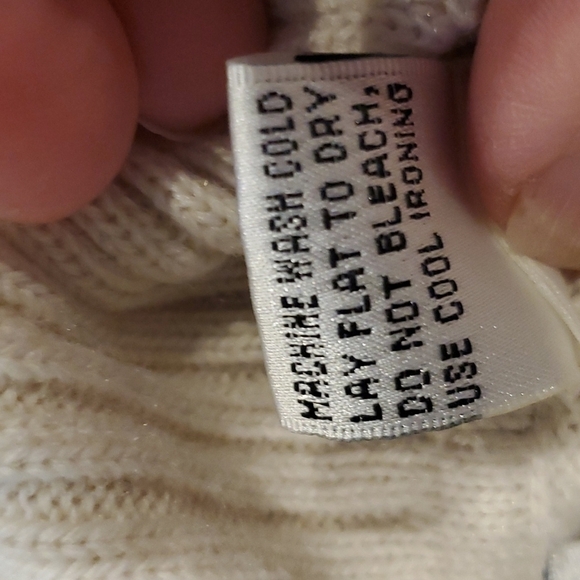 MACHINE WASH COLD
LAY FLAT TO DRY
DO NOT BLEACH,
USE COOL IRONING